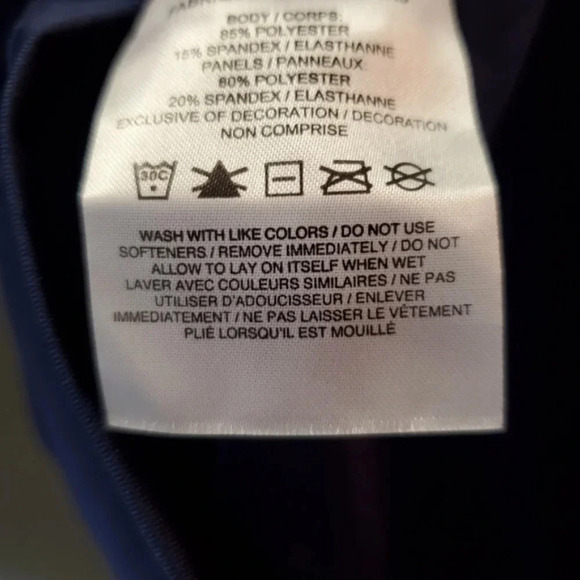 BODY / CORPS:
85% POLYESTER
15% SPANDEX / ELASTHANNE
PANELS / PANNEAUX:
80% POLYESTER
20% SPANDEX / ELASTHANNE
EXCLUSIVE OF DECORATION / DECORATION
NON COMPRISE
30C
WASH WITH LIKE COLORS / DO NOT USE
SOFTENERS / REMOVE IMMEDIATELY / DO NOT
ALLOW TO LAY ON ITSELF WHEN WET
LAVER AVEC COULEURS SIMILAIRES / NE PAS
UTILISER D'ADOUCISSEUR / ENLEVER
IMMEDIATEMENT / NE PAS LAISSER LE VÉTEMENT
PLIÉ LORSQU'IL EST MOUILLÉ